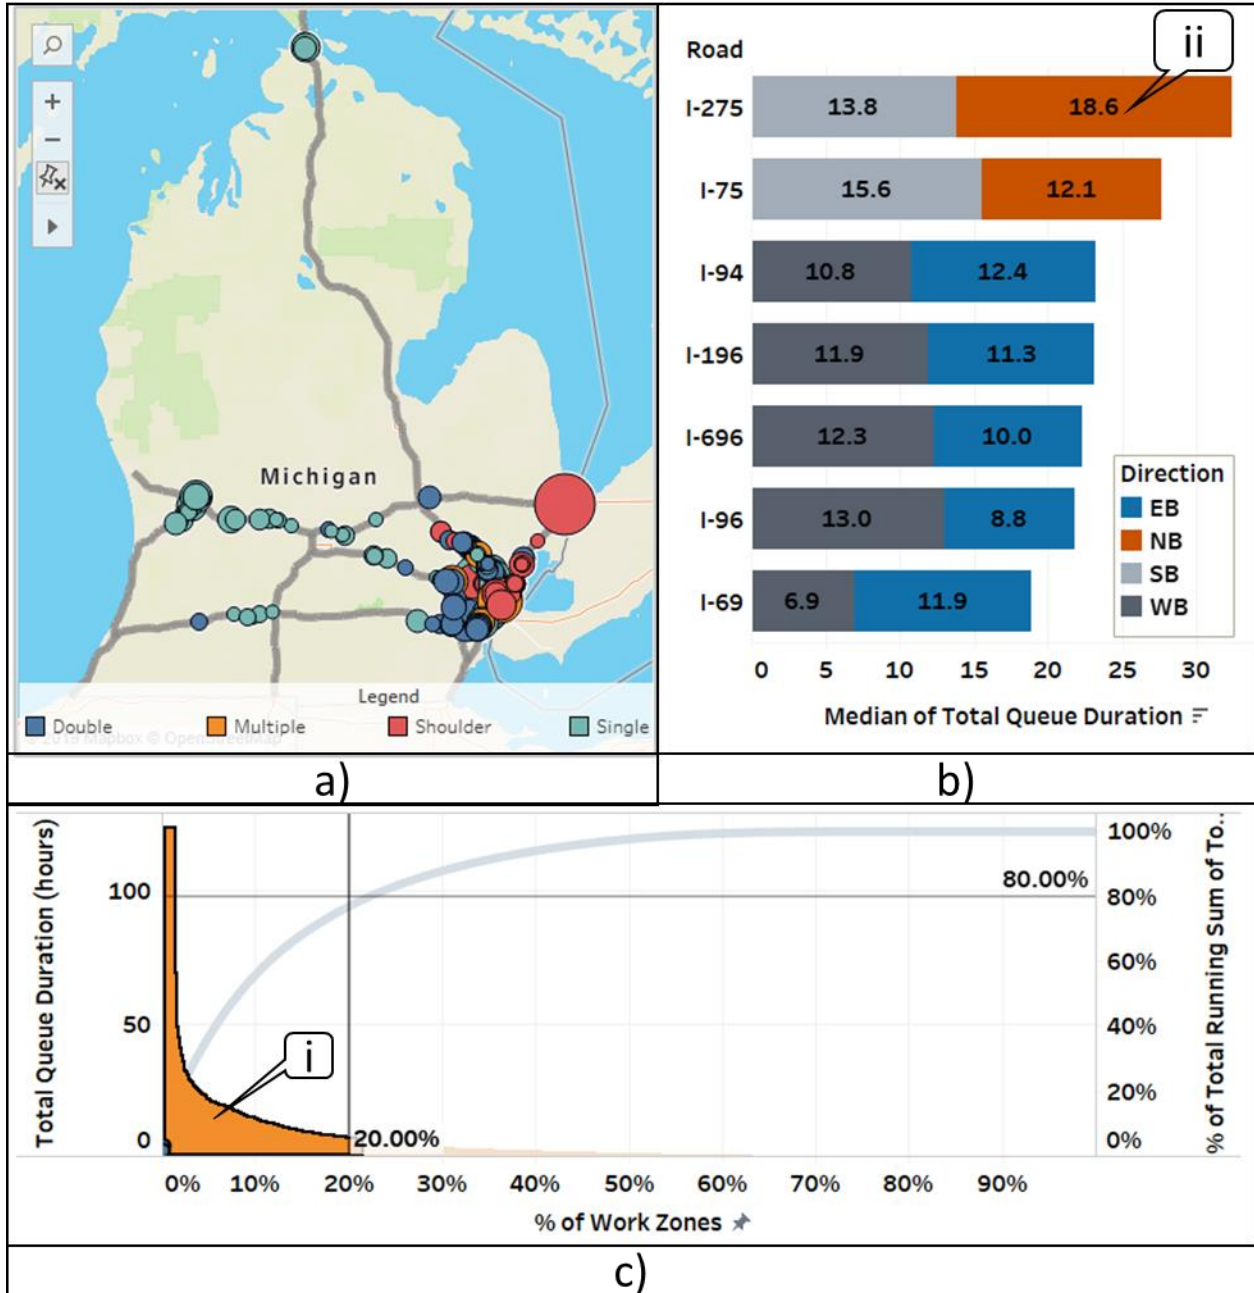 Michigan
Legend
Double
Multiple
Shoulder
Single
© 2019 Mapbox © OpenStreetMap
a)
Road
ii
I-275 13.8 18.6
I-75 15.6 12.1
I-94 10.8 12.4
I-196 11.9 11.3
I-696 12.3 10.0
I-96 13.0 8.8
I-69 6.9 11.9
Direction
EB
NB
SB
WB
0 5 10 15 20 25 30
Median of Total Queue Duration
b)
Total Queue Duration (hours)
100
50
0
i
20.00%
80.00%
100%
80%
60%
40%
20%
0%
% of Total Running Sum of To..
0% 10% 20% 30% 40% 50% 60% 70% 80% 90%
% of Work Zones
c)